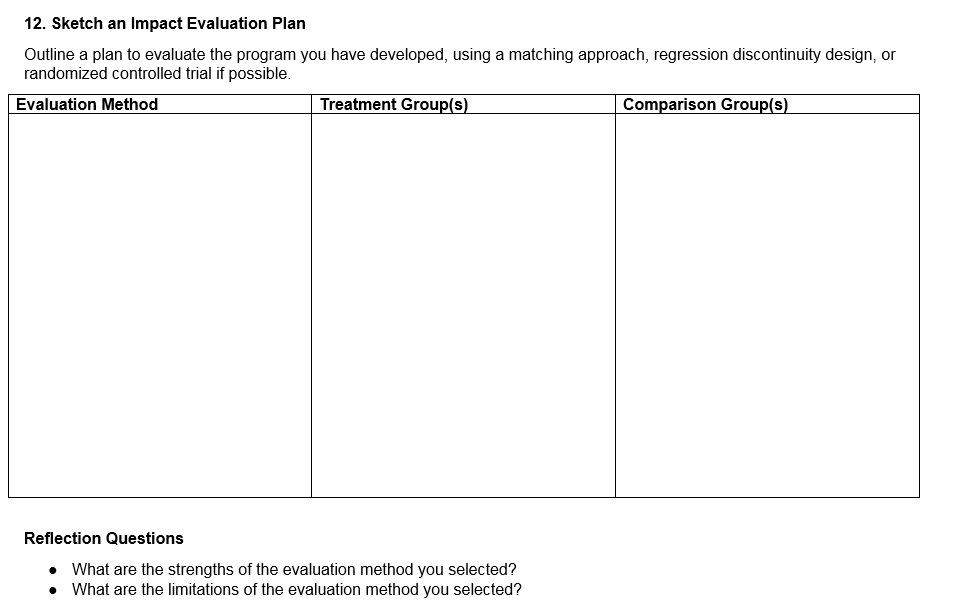 12. Sketch an Impact Evaluation Plan
Outline a plan to evaluate the program you have developed, using a matching approach, regression discontinuity design, or
randomized controlled trial if possible.
Evaluation Method Treatment Group(s) Comparison Group(s)
Reflection Questions
● What are the strengths of the evaluation method you selected?
● What are the limitations of the evaluation method you selected?